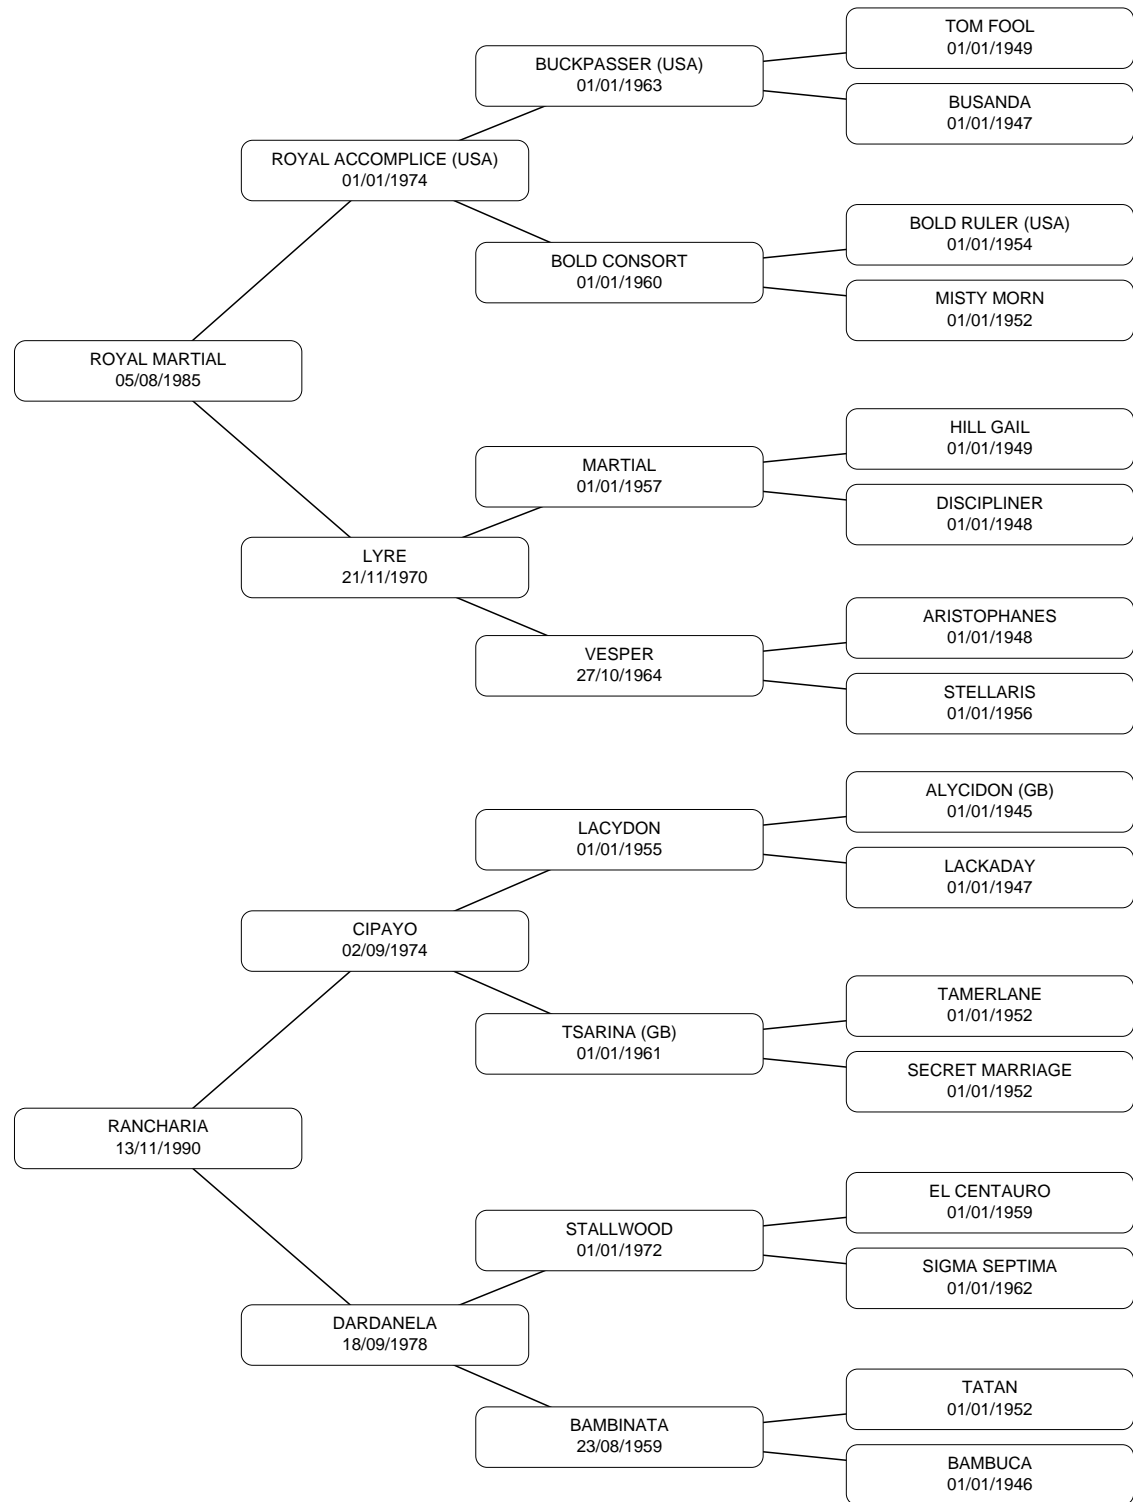 TOM FOOL
01/01/1949
BUCKPASSER (USA)
01/01/1963
BUSANDA
01/01/1947
ROYAL ACCOMPLICE (USA)
01/01/1974
BOLD RULER (USA)
01/01/1954
BOLD CONSORT
01/01/1960
MISTY MORN
01/01/1952
ROYAL MARTIAL
05/08/1985
HILL GAIL
01/01/1949
MARTIAL
01/01/1957
DISCIPLINER
01/01/1948
LYRE
21/11/1970
ARISTOPHANES
01/01/1948
VESPER
27/10/1964
STELLARIS
01/01/1956
ALYCIDON (GB)
01/01/1945
LACYDON
01/01/1955
LACKADAY
01/01/1947
CIPAYO
02/09/1974
TAMERLANE
01/01/1952
TSARINA (GB)
01/01/1961
SECRET MARRIAGE
01/01/1952
RANCHARIA
13/11/1990
EL CENTAURO
01/01/1959
STALLWOOD
01/01/1972
SIGMA SEPTIMA
01/01/1962
DARDANELA
18/09/1978
TATAN
01/01/1952
BAMBINATA
23/08/1959
BAMBUCA
01/01/1946